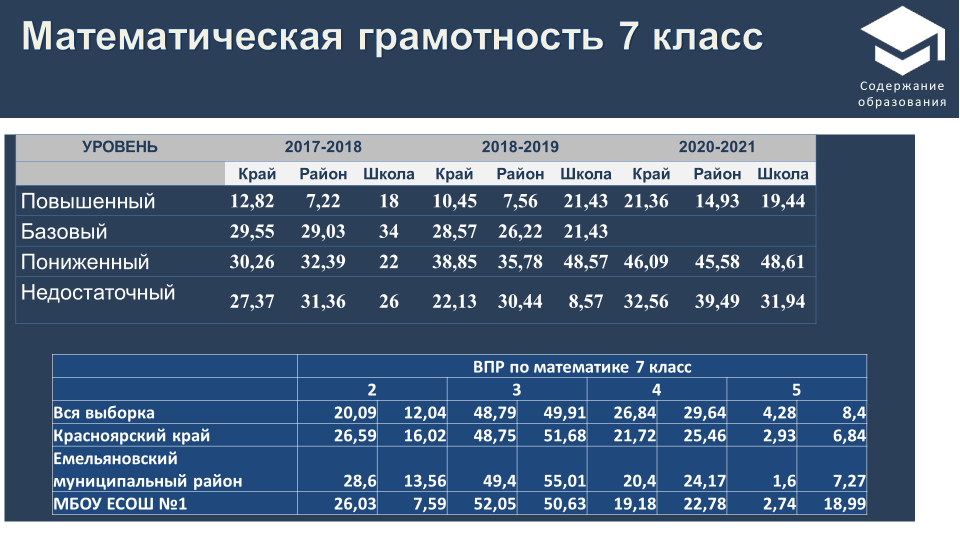 Математическая грамотность 7 класс
Содержание
образования
УРОВЕНЬ 2017-2018 2018-2019 2020-2021
Край Район Школа Край Район Школа Край Район Школа
Повышенный 12,82 7,22 18 10,45 7,56 21,43 21,36 14,93 19,44
Базовый 29,55 29,03 34 28,57 26,22 21,43
Пониженный 30,26 32,39 22 38,85 35,78 48,57 46,09 45,58 48,61
Недостаточный 27,37 31,36 26 22,13 30,44 8,57 32,56 39,49 31,94
ВПР по математике 7 класс
2 3 4 5
Вся выборка 20,09 12,04 48,79 49,91 26,84 29,64 4,28 8,4
Красноярский край 26,59 16,02 48,75 51,68 21,72 25,46 2,93 6,84
Емельяновский
муниципальный район 28,6 13,56 49,4 55,01 20,4 24,17 1,6 7,27
МБОУ ЕСОШ №1 26,03 7,59 52,05 50,63 19,18 22,78 2,74 18,99